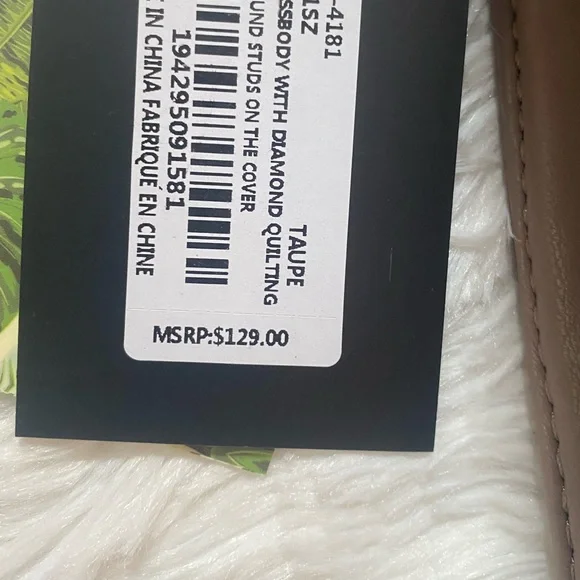 -4181
1SZ
TAUPE
SSBODY WITH DIAMOND QUILTING
UND STUDS ON THE COVER
194295091581
IN CHINA FABRIQUÉ EN CHINE
MSRP:$129.00